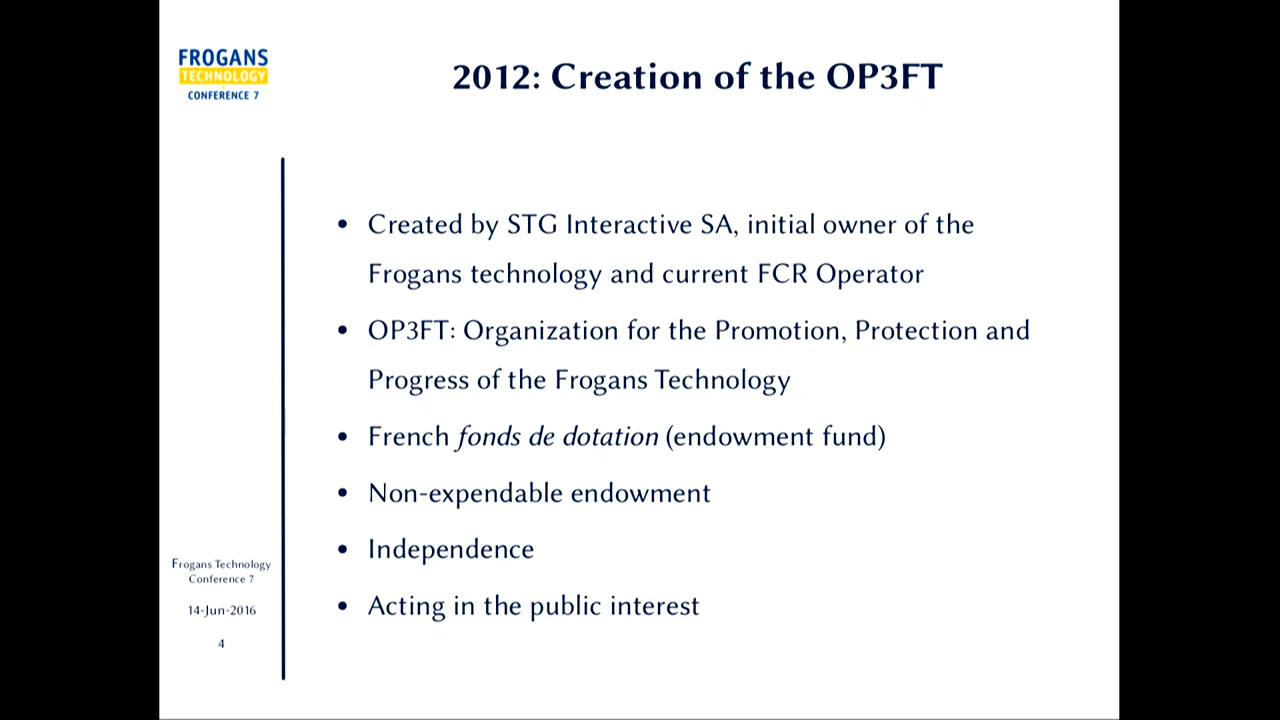 FROGANS
TECHNOLOGY
CONFERENCE 7
2012: Creation of the OP3FT
• Created by STG Interactive SA, initial owner of the
Frogans technology and current FCR Operator
• OP3FT: Organization for the Promotion, Protection and
Progress of the Frogans Technology
• French fonds de dotation (endowment fund)
• Non-expendable endowment
• Independence
• Acting in the public interest
Frogans Technology
Conference 7
14-Jun-2016
4